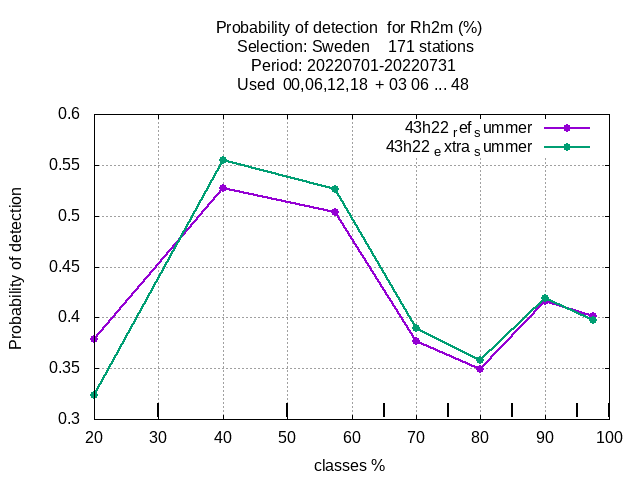 Probability of detection  for Rh2m (%)
Selection: Sweden    171 stations
Period: 20220701-20220731
Used  00,06,12,18  + 03 06 ... 48
43h22 ref summer
43h22 extra summer
Probability of detection
0.6
0.55
0.5
0.45
0.4
0.35
0.3
20 30 40 50 60 70 80 90 100
classes %